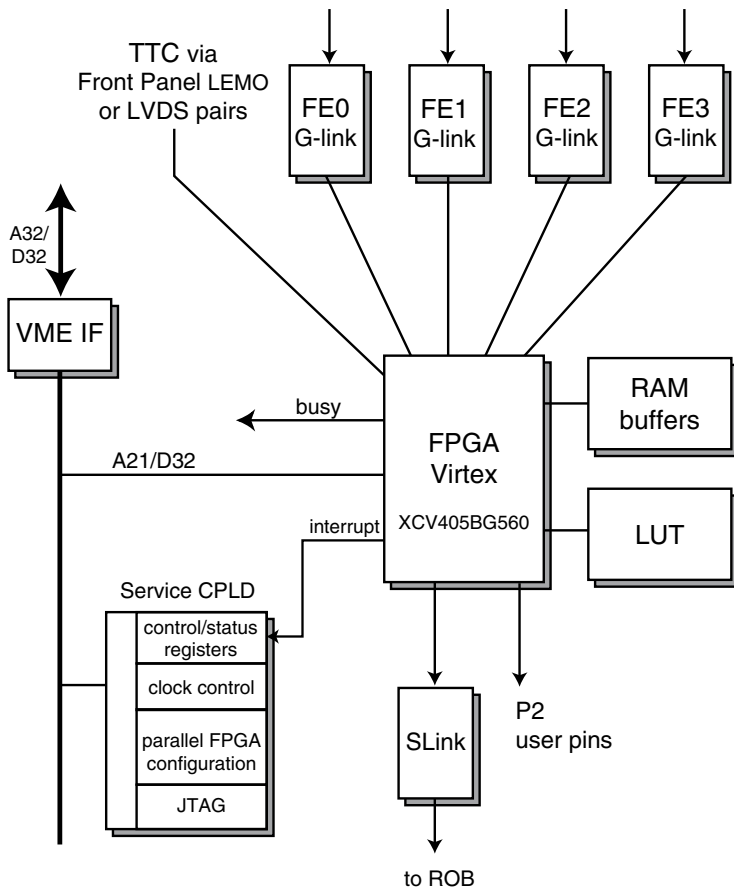 TTC via
Front Panel LEMO
or LVDS pairs
FE0
G-link
FE1
G-link
FE2
G-link
FE3
G-link
A32/
D32
VME IF
busy
A21/D32
interrupt
FPGA
Virtex
XCV405BG560
RAM
buffers
LUT
Service CPLD
control/status
registers
clock control
parallel FPGA
configuration
JTAG
SLink
P2
user pins
to ROB